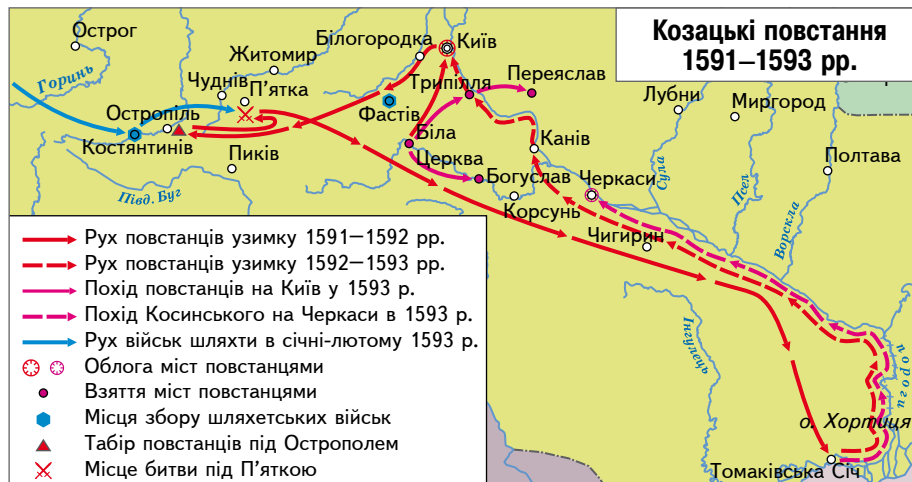 Козацькі повстання
1591–1593 рр.
Острог
Горинь
Житомир
Білогородка
Київ
Чуднів
П'ятка
Трипілля
Переяслав
Остропіль
Костянтинів
Фастів
Лубни
Миргород
Біла
Церква
Канів
Полтава
Пиків
Півд. Буг
Богуслав
Черкаси
Корсунь
Чигирин
Сула
Псел
Ворскла
Інгулець
пороги
о. Хортиця
Томаківська Січ
Рух повстанців узимку 1591–1592 рр.
Рух повстанців узимку 1592–1593 рр.
Похід повстанців на Київ у 1593 р.
Похід Косинського на Черкаси в 1593 р.
Рух військ шляхти в січні-лютому 1593 р.
Облога міст повстанцями
Взяття міст повстанцями
Місця збору шляхетських військ
Табір повстанців під Острополем
Місце битви під П'яткою